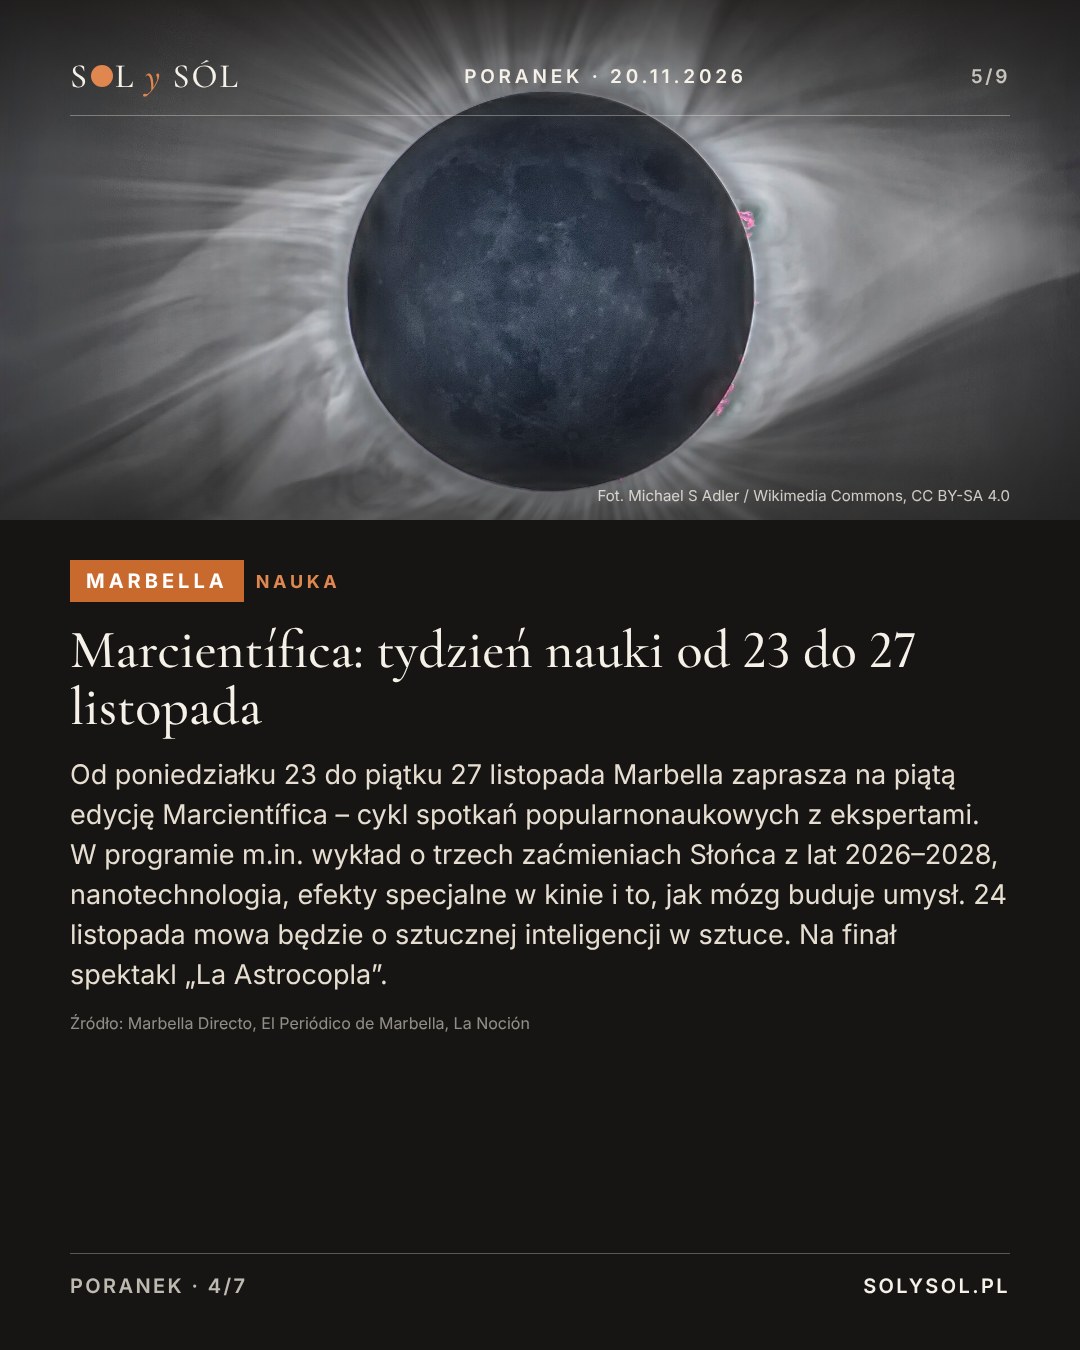 SOL y SÓL
PORANEK · 20.11.2026
5/9
Fot. Michael S Adler / Wikimedia Commons, CC BY-SA 4.0
MARBELLA NAUKA
Marcientífica: tydzień nauki od 23 do 27
listopada
Od poniedziałku 23 do piątku 27 listopada Marbella zaprasza na piątą
edycję Marcientífica – cykl spotkań popularnonaukowych z ekspertami.
W programie m.in. wykład o trzech zaćmieniach Słońca z lat 2026–2028,
nanotechnologia, efekty specjalne w kinie i to, jak mózg buduje umysł. 24
listopada mowa będzie o sztucznej inteligencji w sztuce. Na finał
spektakl „La Astrocopla”.
Źródło: Marbella Directo, El Periódico de Marbella, La Noción
PORANEK · 4/7
SOLYSOL.PL